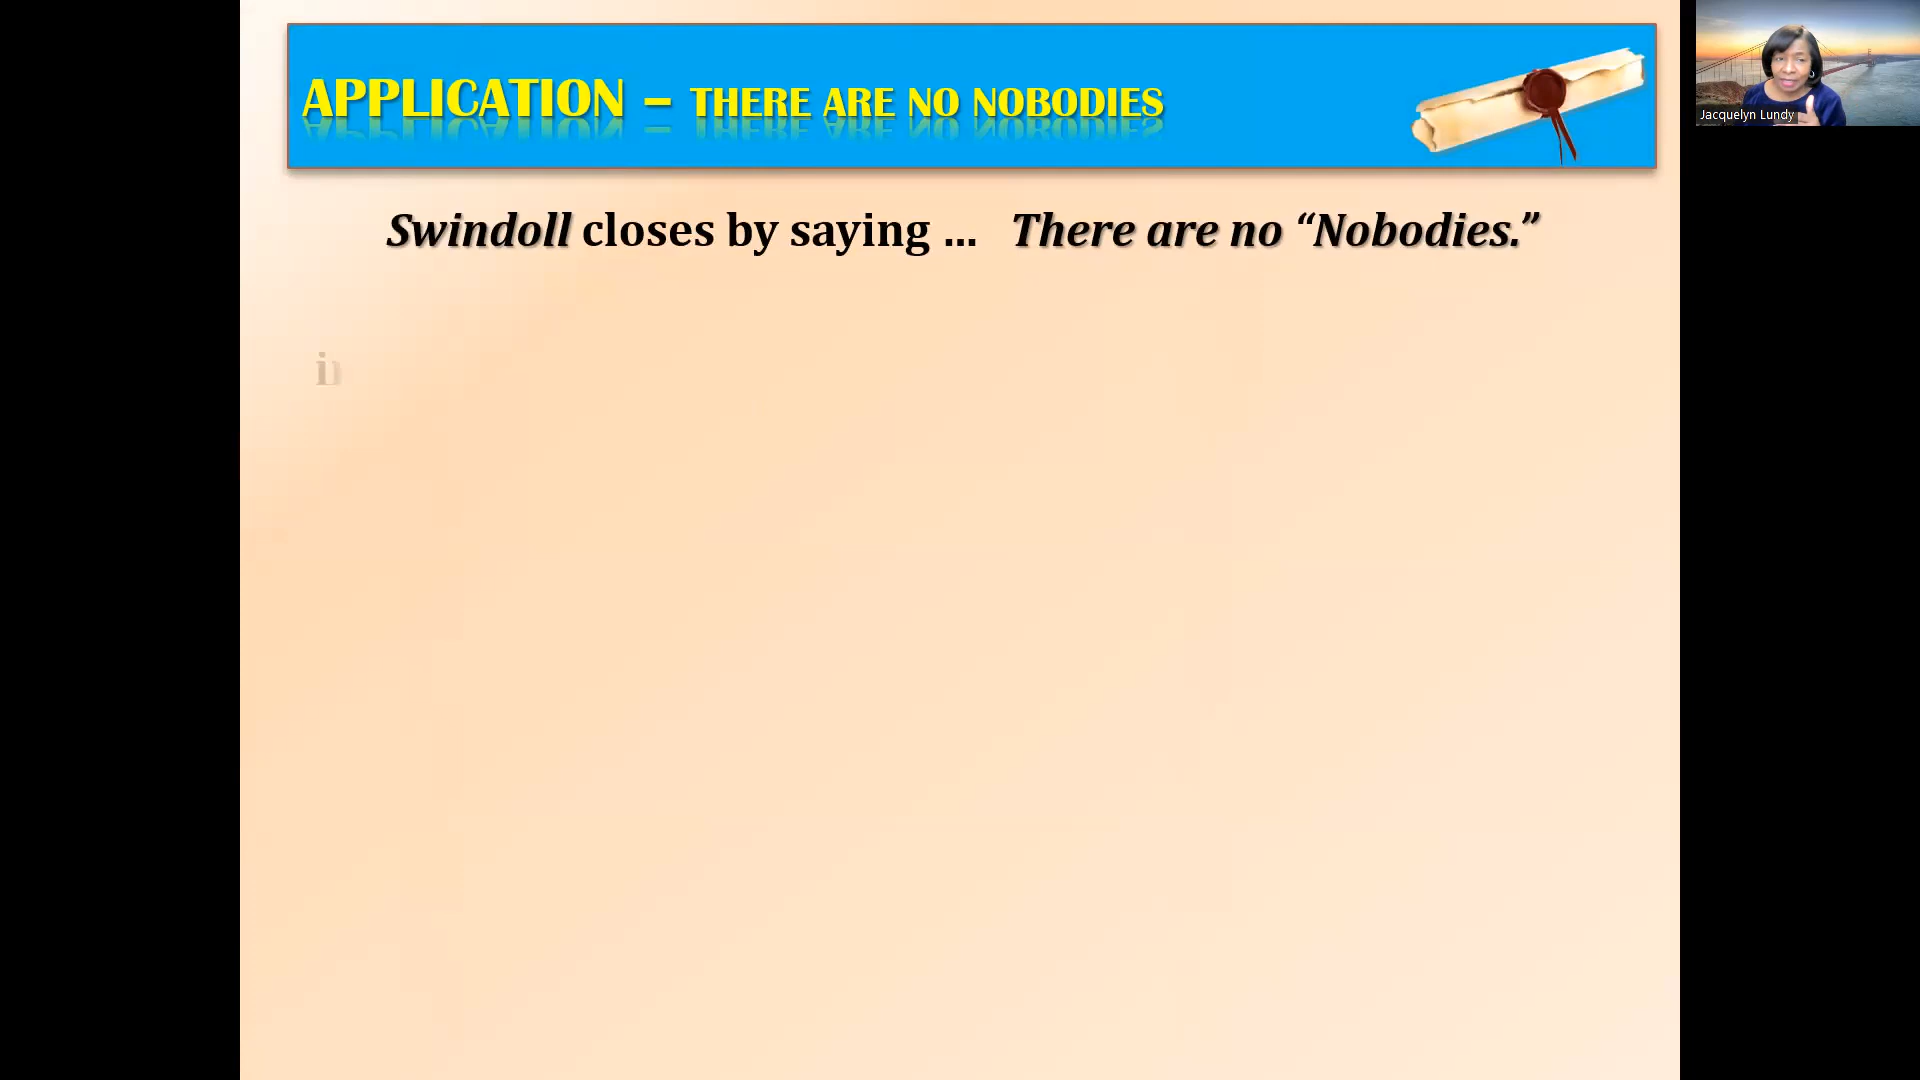 APPLICATION – THERE ARE NO NOBODIES
Jacquelyn Lundy
Swindoll closes by saying ... There are no “Nobodies.”